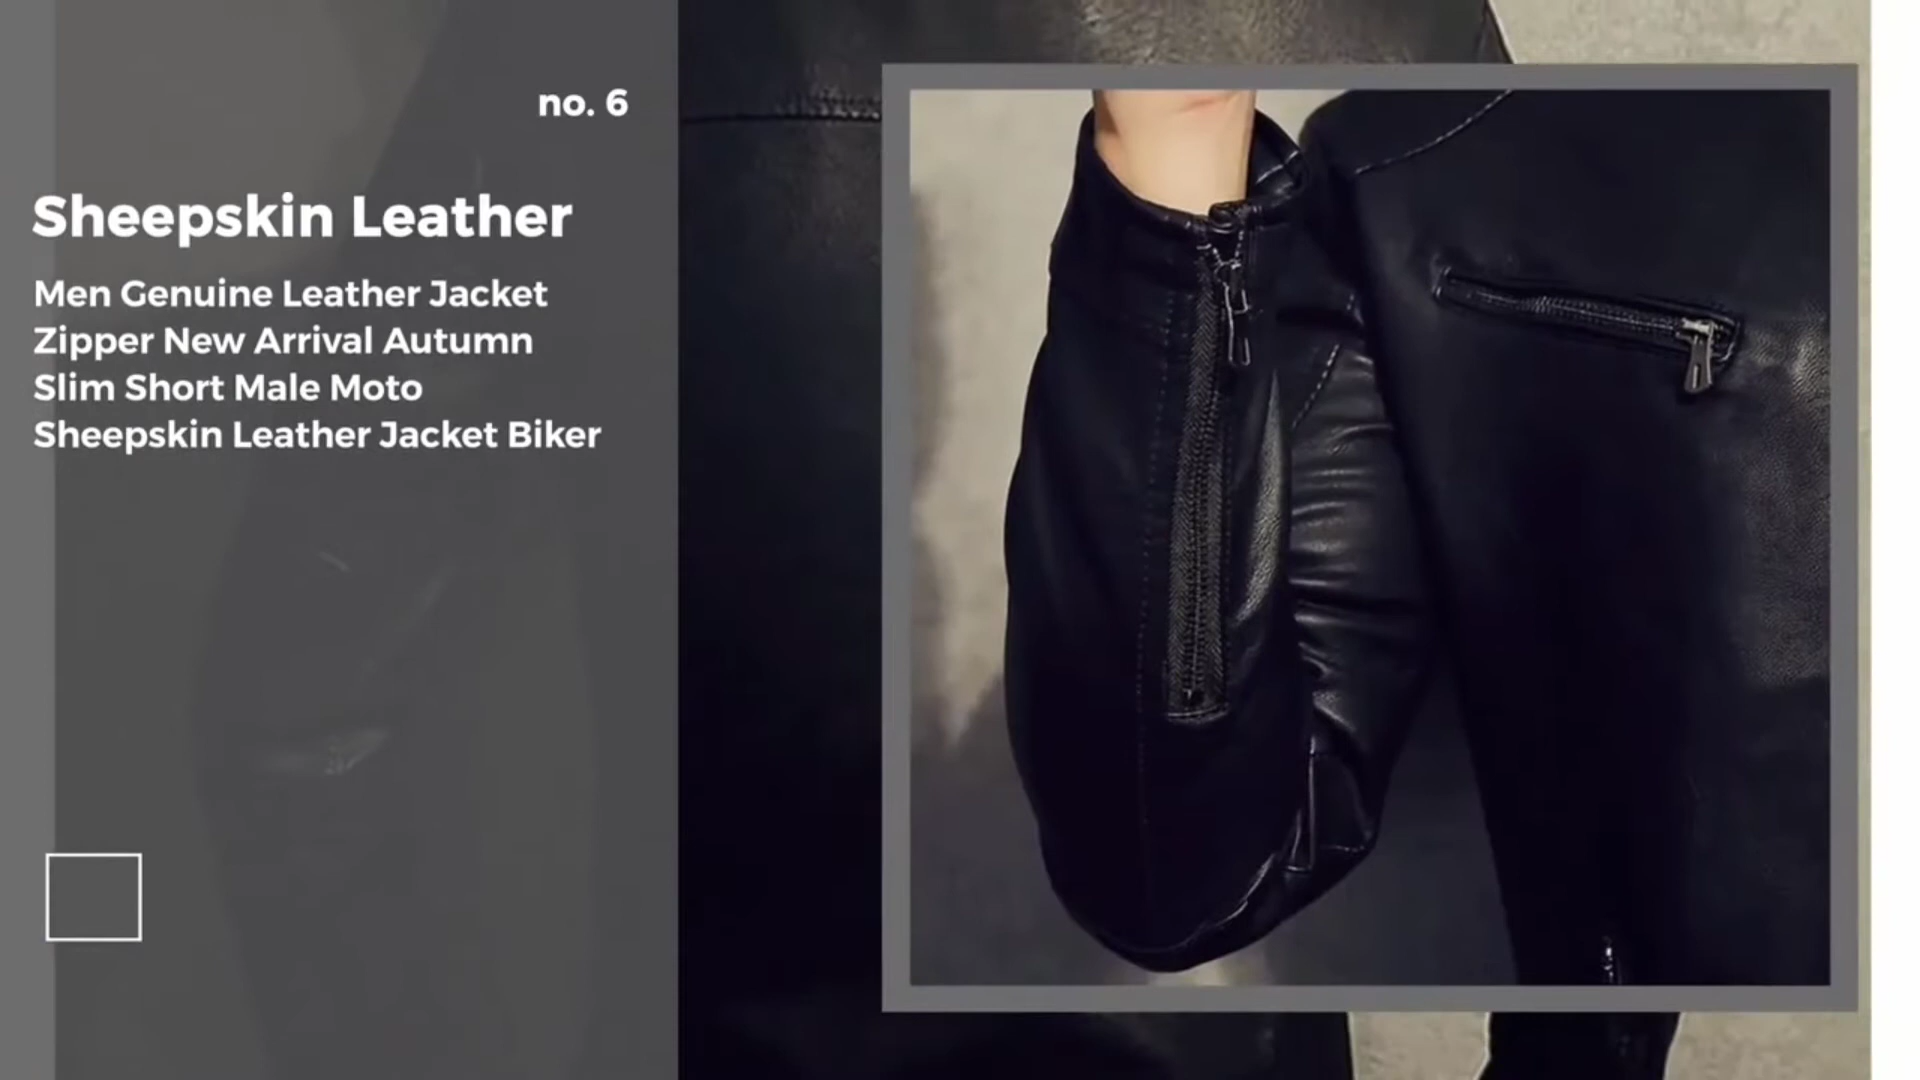 no. 6
Sheepskin Leather
Men Genuine Leather Jacket
Zipper New Arrival Autumn
Slim Short Male Moto
Sheepskin Leather Jacket Biker